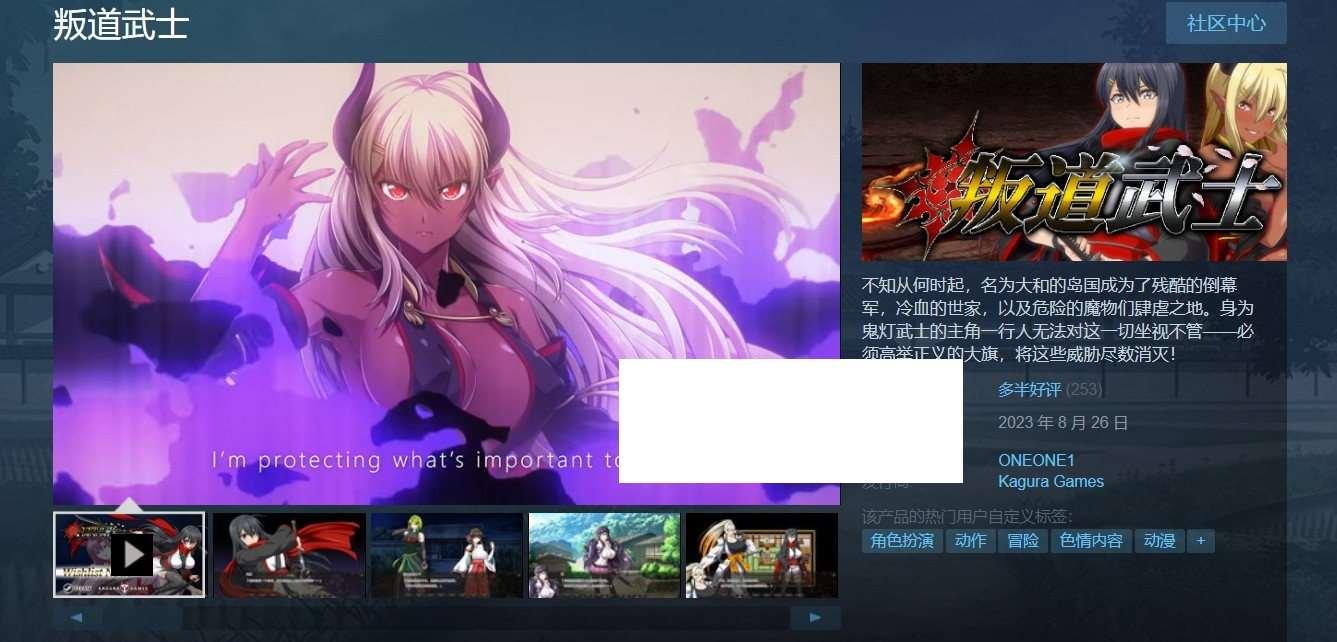 叛道武士
社区中心
叛道武士
不知从何时起，名为大和的岛国成为了残酷的倒幕
军，冷血的世家，以及危险的魔物们肆虐之地。身为
鬼灯武士的主角一行人无法对这一切坐视不管——必
须高举正义的大旗，将这些威胁尽数消灭！
多半好评 (253)
2023 年 8 月 26 日
I'm protecting what's important to
ONEONE1
Kagura Games
该产品的热门用户自定义标签：
角色扮演
动作
冒险
色情内容
动漫
+